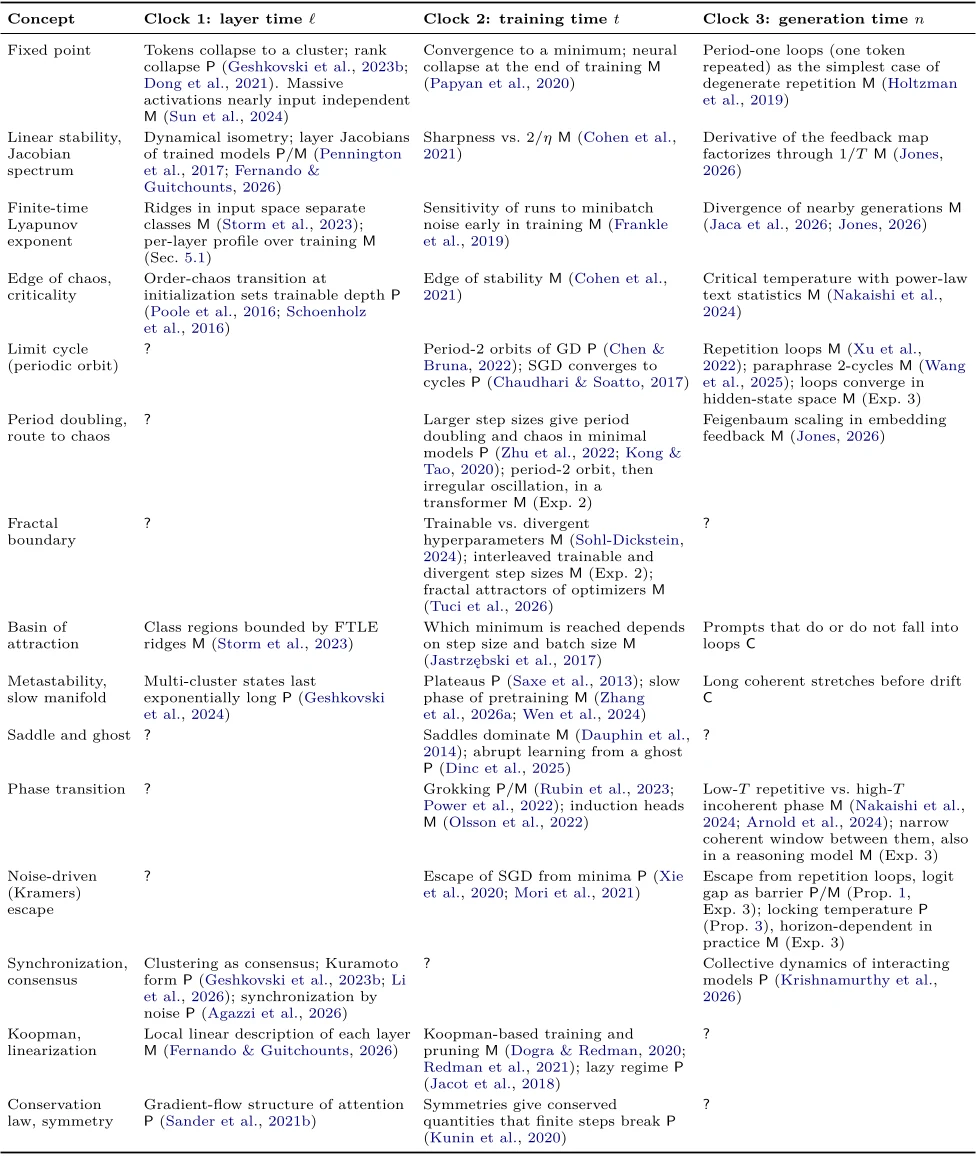 Concept Clock 1: layer time ℓ Clock 2: training time t Clock 3: generation time n
Fixed point Tokens collapse to a cluster; rank Convergence to a minimum; neural Period-one loops (one token
collapse P (Geshkovski et al., 2023b; collapse at the end of training M repeated) as the simplest case of
Dong et al., 2021). Massive (Papyan et al., 2020) degenerate repetition M (Holtzman
activations nearly input independent et al., 2019)
M (Sun et al., 2024)
Linear stability, Dynamical isometry; layer Jacobians Sharpness vs. 2/η M (Cohen et al., Derivative of the feedback map
Jacobian of trained models P/M (Pennington 2021) factorizes through 1/T M (Jones,
spectrum et al., 2017; Fernando & 2026)
Guitchounts, 2026)
Finite-time Ridges in input space separate Sensitivity of runs to minibatch Divergence of nearby generations M
Lyapunov classes M (Storm et al., 2023); noise early in training M (Frankle (Jaca et al., 2026; Jones, 2026)
exponent per-layer profile over training M et al., 2019)
(Sec. 5.1)
Edge of chaos, Order-chaos transition at Edge of stability M (Cohen et al., Critical temperature with power-law
criticality initialization sets trainable depth P 2021) text statistics M (Nakaishi et al.,
(Poole et al., 2016; Schoenholz 2024)
et al., 2016)
Limit cycle ? Period-2 orbits of GD P (Chen & Repetition loops M (Xu et al.,
(periodic orbit) Bruna, 2022); SGD converges to 2022); paraphrase 2-cycles M (Wang
cycles P (Chaudhari & Soatto, 2017) et al., 2025); loops converge in
hidden-state space M (Exp. 3)
Period doubling, ? Larger step sizes give period Feigenbaum scaling in embedding
route to chaos doubling and chaos in minimal feedback M (Jones, 2026)
models P (Zhu et al., 2022; Kong &
Tao, 2020); period-2 orbit, then
irregular oscillation, in a
transformer M (Exp. 2)
Fractal ? Trainable vs. divergent ?
boundary hyperparameters M (Sohl-Dickstein,
2024); interleaved trainable and
divergent step sizes M (Exp. 2);
fractal attractors of optimizers M
(Tuci et al., 2026)
Basin of Class regions bounded by FTLE Which minimum is reached depends Prompts that do or do not fall into
attraction ridges M (Storm et al., 2023) on step size and batch size M loops C
(Jastrzębski et al., 2017)
Metastability, Multi-cluster states last Plateaus P (Saxe et al., 2013); slow Long coherent stretches before drift
slow manifold exponentially long P (Geshkovski phase of pretraining M (Zhang C
et al., 2024) et al., 2026a; Wen et al., 2024)
Saddle and ghost ? Saddles dominate M (Dauphin et al., ?
2014); abrupt learning from a ghost
P (Dinc et al., 2025)
Phase transition ? Grokking P/M (Rubin et al., 2023; Low-T repetitive vs. high-T
Power et al., 2022); induction heads incoherent phase M (Nakaishi et al.,
M (Olsson et al., 2022) 2024; Arnold et al., 2024); narrow
coherent window between them, also
in a reasoning model M (Exp. 3)
Noise-driven ? Escape of SGD from minima P (Xie Escape from repetition loops, logit
(Kramers) et al., 2020; Mori et al., 2021) gap as barrier P/M (Prop. 1,
escape Exp. 3); locking temperature P
(Prop. 3), horizon-dependent in
practice M (Exp. 3)
Synchronization, Clustering as consensus; Kuramoto ? Collective dynamics of interacting
consensus form P (Geshkovski et al., 2023b; Li models P (Krishnamurthy et al.,
et al., 2026); synchronization by 2026)
noise P (Agazzi et al., 2026)
Koopman, Local linear description of each layer Koopman-based training and ?
linearization M (Fernando & Guitchounts, 2026) pruning M (Dogra & Redman, 2020;
Redman et al., 2021); lazy regime P
(Jacot et al., 2018)
Conservation Gradient-flow structure of attention Symmetries give conserved ?
law, symmetry P (Sander et al., 2021b) quantities that finite steps break P
(Kunin et al., 2020)